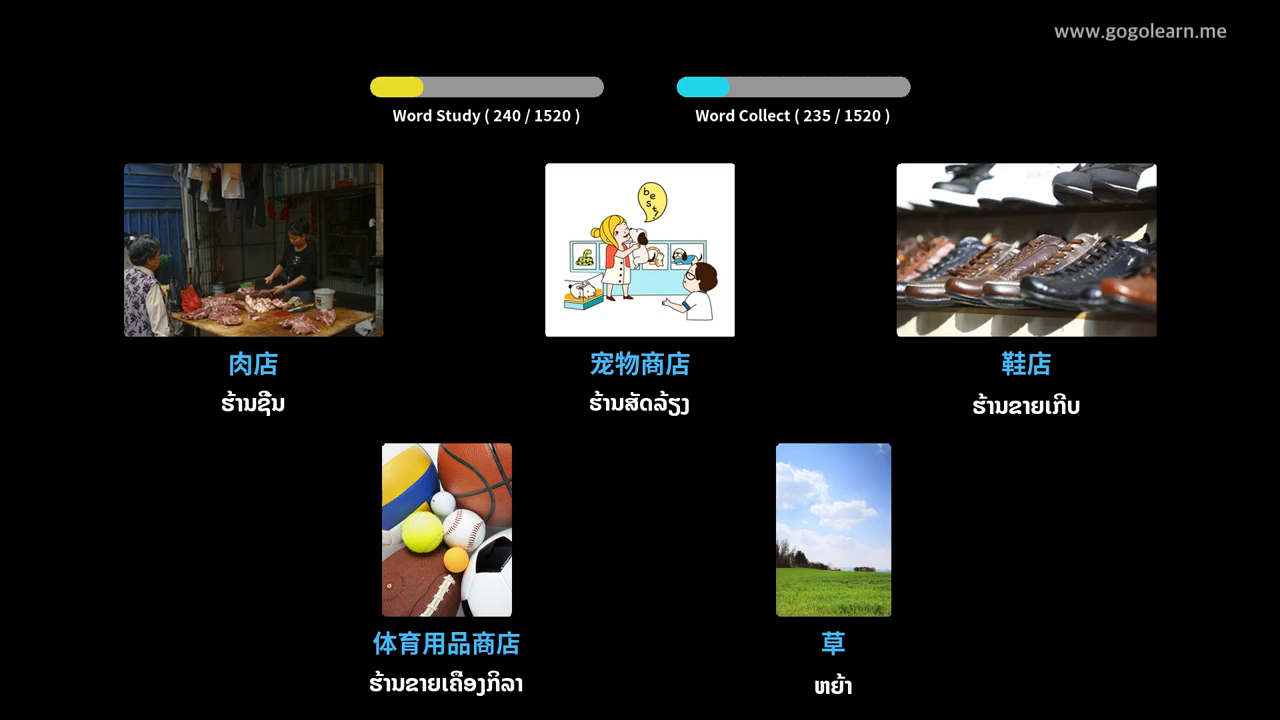 www.gogolearn.me
Word Study ( 240 / 1520 )
Word Collect ( 235 / 1520 )
best
肉店
ຮ້ານຊີນ
宠物商店
ຮ້ານສັດລ້ຽງ
鞋店
ຮ້ານຂາຍເກີບ
体育用品商店
ຮ້ານຂາຍເຄືອງກິລາ
草
ຫຍ້າ